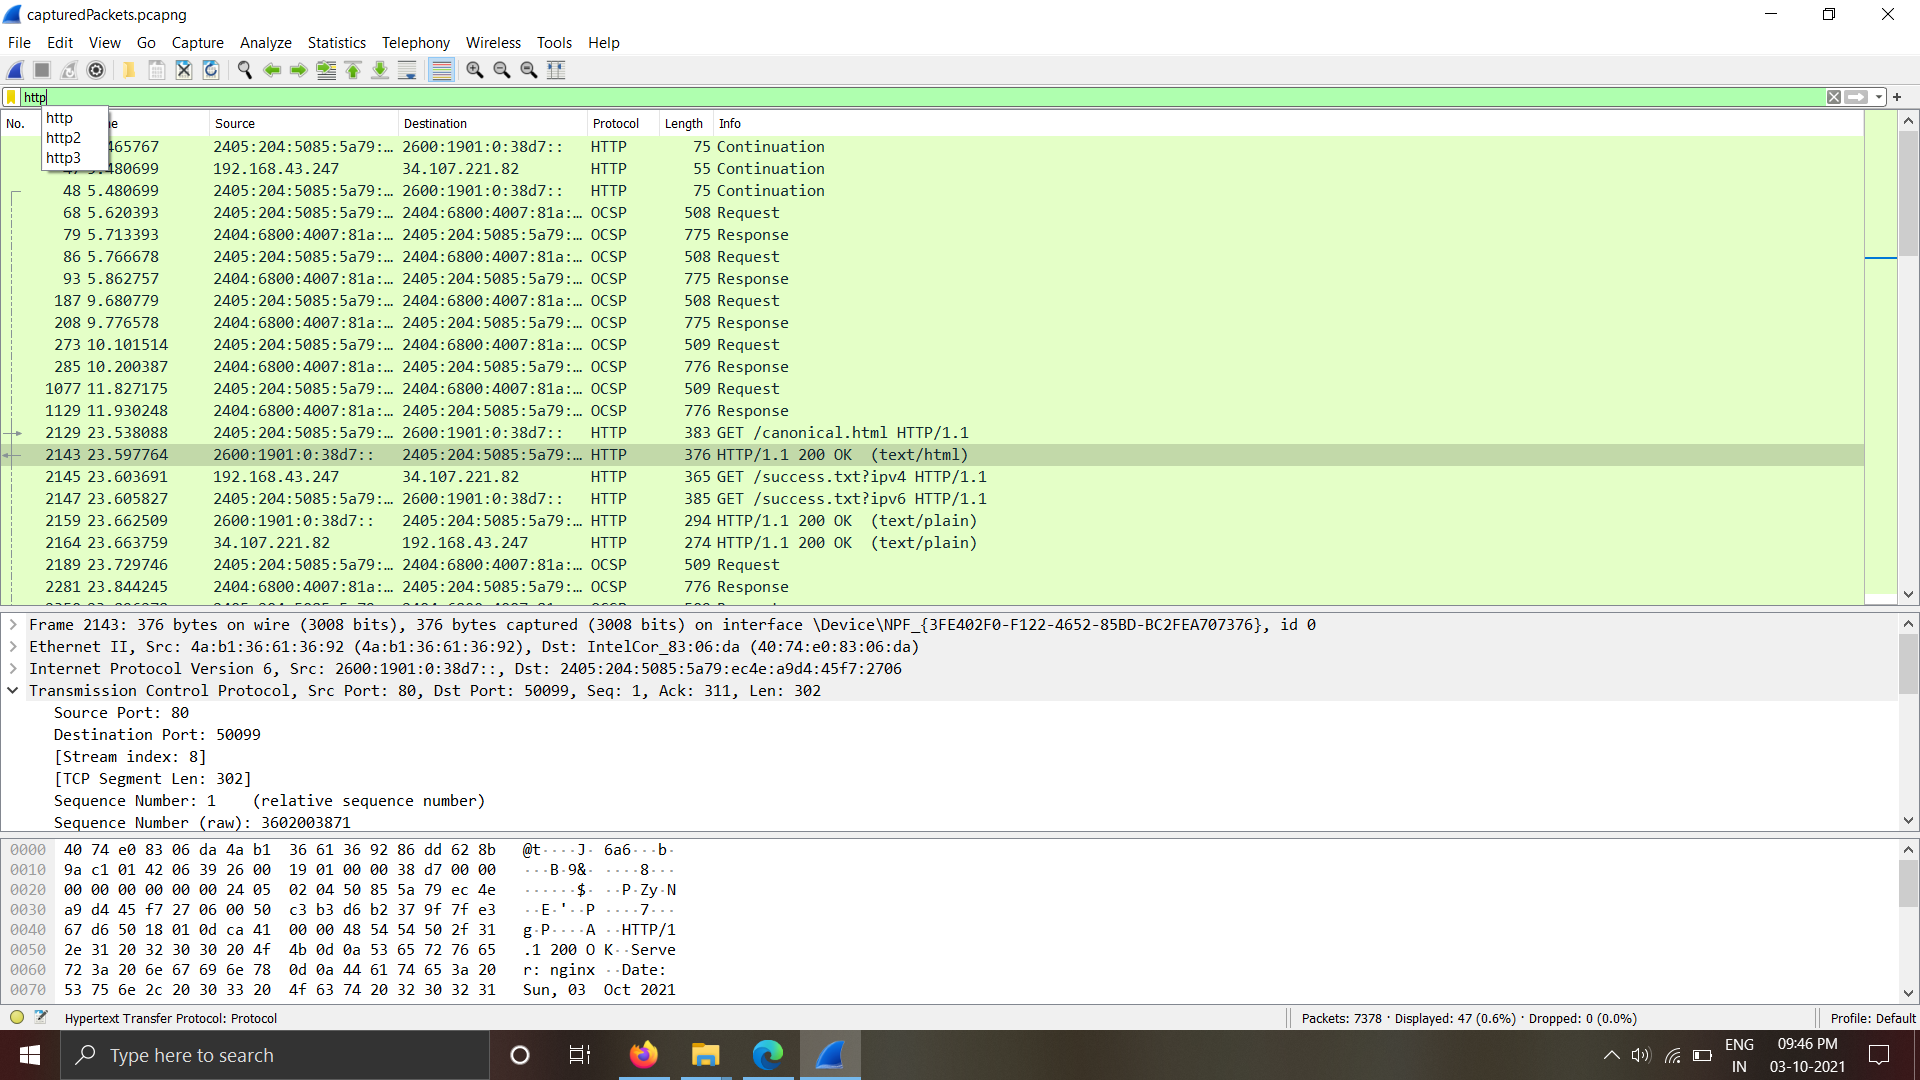 capturedPackets.pcapng
File Edit View Go Capture Analyze Statistics Telephony Wireless Tools Help
http
http
http2
http3
No. Source Destination Protocol Length Info
465767 2405:204:5085:5a79:… 2600:1901:0:38d7:: HTTP 75 Continuation
480699 192.168.43.247 34.107.221.82 HTTP 55 Continuation
48 5.480699 2405:204:5085:5a79:… 2600:1901:0:38d7:: HTTP 75 Continuation
68 5.620393 2405:204:5085:5a79:… 2404:6800:4007:81a:… OCSP 508 Request
79 5.713393 2404:6800:4007:81a:… 2405:204:5085:5a79:… OCSP 775 Response
86 5.766678 2405:204:5085:5a79:… 2404:6800:4007:81a:… OCSP 508 Request
93 5.862757 2404:6800:4007:81a:… 2405:204:5085:5a79:… OCSP 775 Response
187 9.680779 2405:204:5085:5a79:… 2404:6800:4007:81a:… OCSP 508 Request
208 9.776578 2404:6800:4007:81a:… 2405:204:5085:5a79:… OCSP 775 Response
273 10.101514 2405:204:5085:5a79:… 2404:6800:4007:81a:… OCSP 509 Request
285 10.200387 2404:6800:4007:81a:… 2405:204:5085:5a79:… OCSP 776 Response
1077 11.827175 2405:204:5085:5a79:… 2404:6800:4007:81a:… OCSP 509 Request
1129 11.930248 2404:6800:4007:81a:… 2405:204:5085:5a79:… OCSP 776 Response
2129 23.538088 2405:204:5085:5a79:… 2600:1901:0:38d7:: HTTP 383 GET /canonical.html HTTP/1.1
2143 23.597764 2600:1901:0:38d7:: 2405:204:5085:5a79:… HTTP 376 HTTP/1.1 200 OK (text/html)
2145 23.603691 192.168.43.247 34.107.221.82 HTTP 365 GET /success.txt?ipv4 HTTP/1.1
2147 23.605827 2405:204:5085:5a79:… 2600:1901:0:38d7:: HTTP 385 GET /success.txt?ipv6 HTTP/1.1
2159 23.662509 2600:1901:0:38d7:: 2405:204:5085:5a79:… HTTP 294 HTTP/1.1 200 OK (text/plain)
2164 23.663759 34.107.221.82 192.168.43.247 HTTP 274 HTTP/1.1 200 OK (text/plain)
2189 23.729746 2405:204:5085:5a79:… 2404:6800:4007:81a:… OCSP 509 Request
2281 23.844245 2404:6800:4007:81a:… 2405:204:5085:5a79:… OCSP 776 Response
Frame 2143: 376 bytes on wire (3008 bits), 376 bytes captured (3008 bits) on interface \Device\NPF_{3FE402F0-F122-4652-85BD-BC2FEA707376}, id 0
Ethernet II, Src: 4a:b1:36:61:36:92 (4a:b1:36:61:36:92), Dst: IntelCor_83:06:da (40:74:e0:83:06:da)
Internet Protocol Version 6, Src: 2600:1901:0:38d7::, Dst: 2405:204:5085:5a79:ec4e:a9d4:45f7:2706
Transmission Control Protocol, Src Port: 80, Dst Port: 50099, Seq: 1, Ack: 311, Len: 302
Source Port: 80
Destination Port: 50099
[Stream index: 8]
[TCP Segment Len: 302]
Sequence Number: 1 (relative sequence number)
Sequence Number (raw): 3602003871
0000 40 74 e0 83 06 da 4a b1 36 61 36 92 86 dd 62 8b @t····J· 6a6···b·
0010 9a c1 01 42 06 39 26 00 19 01 00 00 38 d7 00 00 ···B·9&· ····8···
0020 00 00 00 00 00 00 24 05 02 04 50 85 5a 79 ec 4e ······$· ··P·Zy·N
0030 a9 d4 45 f7 27 06 00 50 c3 b3 d6 b2 37 9f 7f e3 ··E·'··P ····7···
0040 67 d6 50 18 01 0d ca 41 00 00 48 54 54 50 2f 31 g·P····A ··HTTP/1
0050 2e 31 20 32 30 30 20 4f 4b 0d 0a 53 65 72 76 65 .1 200 O K··Serve
0060 72 3a 20 6e 67 69 6e 78 0d 0a 44 61 74 65 3a 20 r: nginx ··Date:
0070 53 75 6e 2c 20 30 33 20 4f 63 74 20 32 30 32 31 Sun, 03 Oct 2021
Hypertext Transfer Protocol: Protocol Packets: 7378 · Displayed: 47 (0.6%) · Dropped: 0 (0.0%) Profile: Default
Type here to search
ENG
IN
09:46 PM
03-10-2021